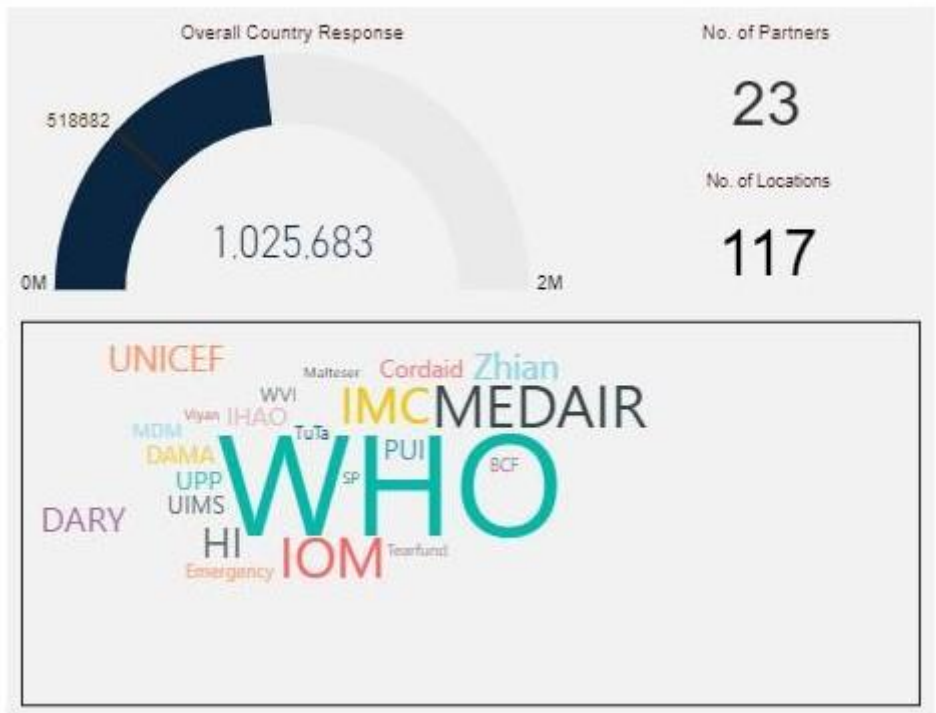 Overall Country Response
No. of Partners
23
518682
No. of Locations
117
1.025.683
0M
2M
UNICEF
Malteser
Cordaid
Zhian
WVI
IMC
MEDAIR
Viyan
IHAO
MDM
TuTa
DAMA
PUI
WHO
BCF
UPP
SP
UIMS
DARY
HI
IOM
Tearfund
Emergency